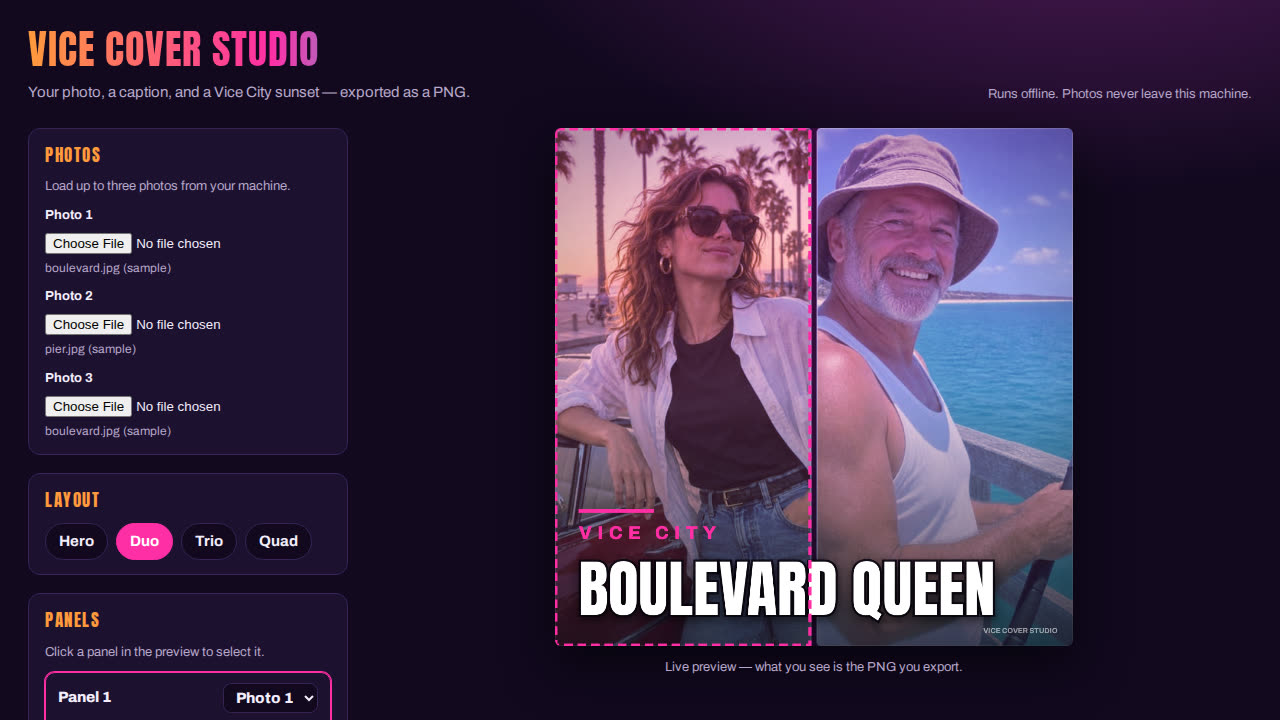 VICE COVER STUDIO
Your photo, a caption, and a Vice City sunset — exported as a PNG.
Runs offline. Photos never leave this machine.
PHOTOS
Load up to three photos from your machine.
Photo 1
Choose File No file chosen
boulevard.jpg (sample)
Photo 2
Choose File No file chosen
pier.jpg (sample)
Photo 3
Choose File No file chosen
boulevard.jpg (sample)
LAYOUT
Hero Duo Trio Quad
PANELS
Click a panel in the preview to select it.
Panel 1 Photo 1
VICE CITY
BOULEVARD QUEEN
VICE COVER STUDIO
Live preview — what you see is the PNG you export.